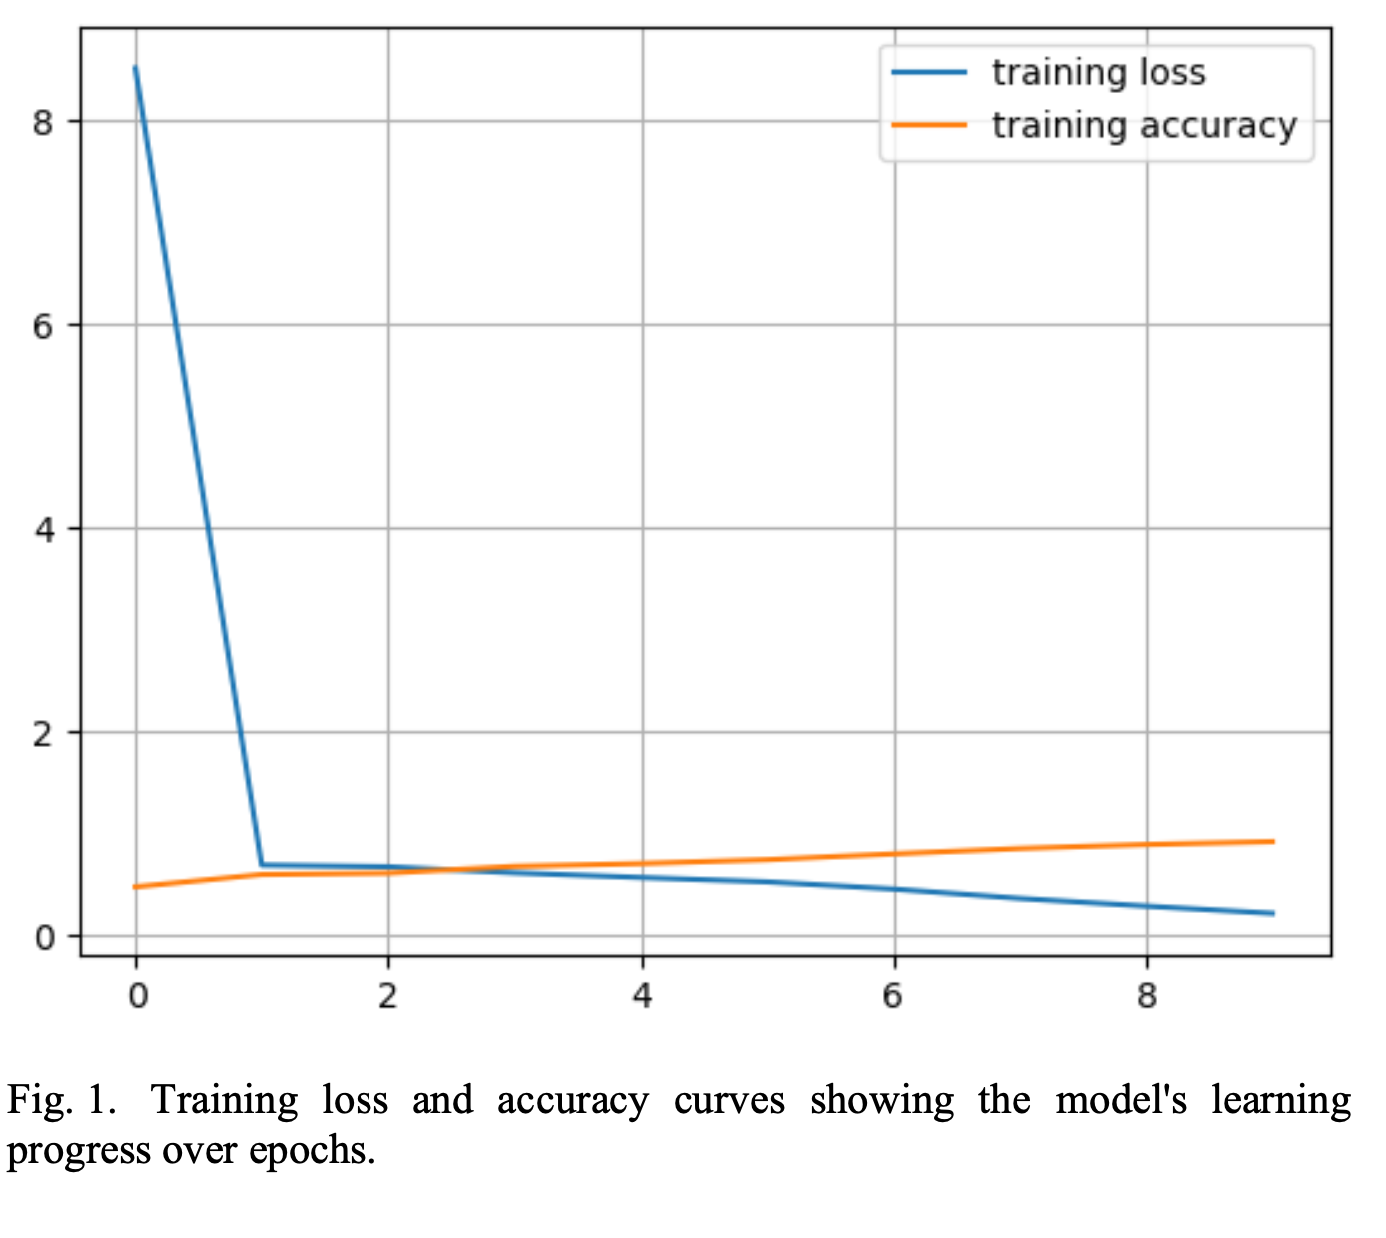 training loss
training accuracy
8
6
4
2
0
0 2 4 6 8
Fig. 1. Training loss and accuracy curves showing the model's learning
progress over epochs.